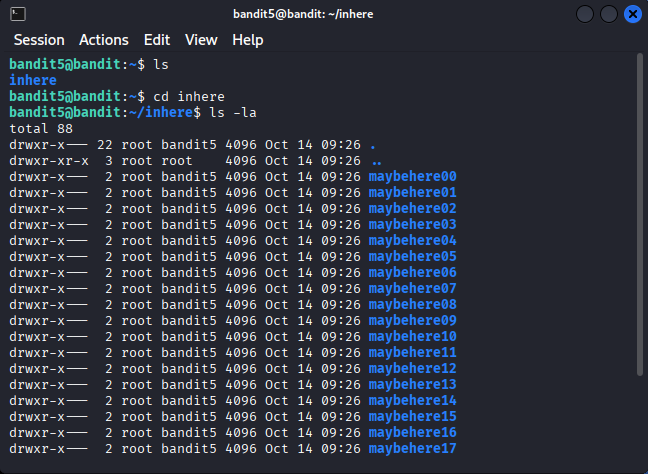 bandit5@bandit: ~/inhere
Session Actions Edit View Help
bandit5@bandit:~$ ls
inhere
bandit5@bandit:~$ cd inhere
bandit5@bandit:~/inhere$ ls -la
total 88
drwxr-x--- 22 root bandit5 4096 Oct 14 09:26 .
drwxr-xr-x  3 root root    4096 Oct 14 09:26 ..
drwxr-x---  2 root bandit5 4096 Oct 14 09:26 maybehere00
drwxr-x---  2 root bandit5 4096 Oct 14 09:26 maybehere01
drwxr-x---  2 root bandit5 4096 Oct 14 09:26 maybehere02
drwxr-x---  2 root bandit5 4096 Oct 14 09:26 maybehere03
drwxr-x---  2 root bandit5 4096 Oct 14 09:26 maybehere04
drwxr-x---  2 root bandit5 4096 Oct 14 09:26 maybehere05
drwxr-x---  2 root bandit5 4096 Oct 14 09:26 maybehere06
drwxr-x---  2 root bandit5 4096 Oct 14 09:26 maybehere07
drwxr-x---  2 root bandit5 4096 Oct 14 09:26 maybehere08
drwxr-x---  2 root bandit5 4096 Oct 14 09:26 maybehere09
drwxr-x---  2 root bandit5 4096 Oct 14 09:26 maybehere10
drwxr-x---  2 root bandit5 4096 Oct 14 09:26 maybehere11
drwxr-x---  2 root bandit5 4096 Oct 14 09:26 maybehere12
drwxr-x---  2 root bandit5 4096 Oct 14 09:26 maybehere13
drwxr-x---  2 root bandit5 4096 Oct 14 09:26 maybehere14
drwxr-x---  2 root bandit5 4096 Oct 14 09:26 maybehere15
drwxr-x---  2 root bandit5 4096 Oct 14 09:26 maybehere16
drwxr-x---  2 root bandit5 4096 Oct 14 09:26 maybehere17